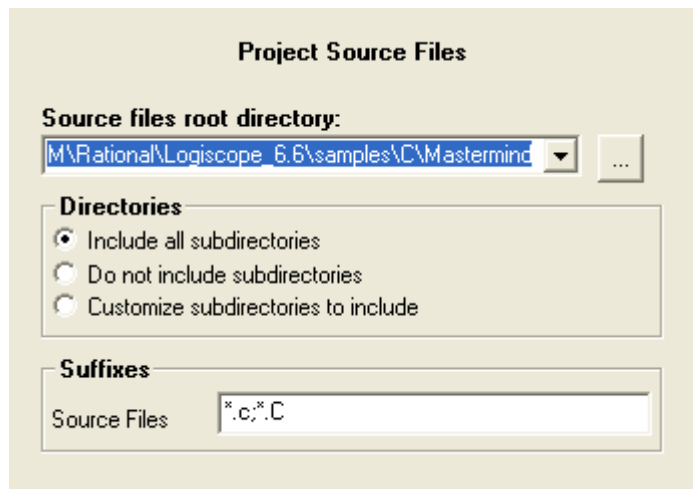 Project Source Files
Source files root directory:
M\Rational\Logiscope_6.6\samples\C\Mastermind
...
Directories
Include all subdirectories
Do not include subdirectories
Customize subdirectories to include
Suffixes
Source Files
*.c;*.C